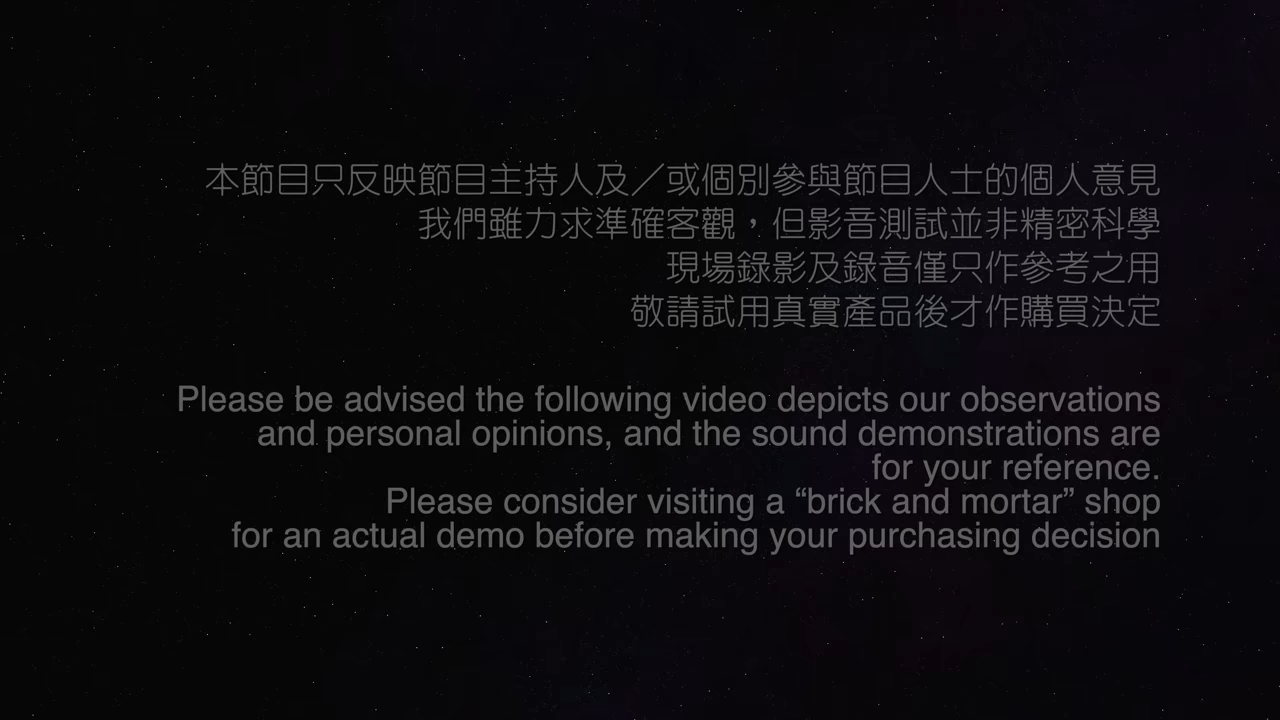 本節目只反映節目主持人及／或個別參與節目人士的個人意見
我們雖力求準確客觀，但影音測試並非精密科學
現場錄影及錄音僅只作參考之用
敬請試用真實產品後才作購買決定
Please be advised the following video depicts our observations
and personal opinions, and the sound demonstrations are
for your reference.
Please consider visiting a “brick and mortar” shop
for an actual demo before making your purchasing decision